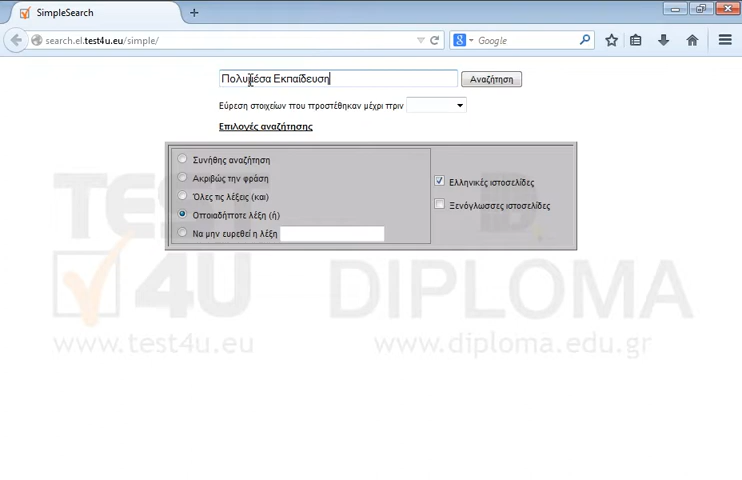 SimpleSearch
search.el.test4u.eu/simple/
Google
Πολυμέσα Εκπαίδευση
Αναζήτηση
Εύρεση στοιχείων που προστέθηκαν μέχρι πριν
Επιλογές αναζήτησης
Συνήθης αναζήτηση
Ακριβώς την φράση
Όλες τις λέξεις (και)
Οποιαδήποτε λέξη (ή)
Να μην ευρεθεί η λέξη
Ελληνικές ιστοσελίδες
Ξενόγλωσσες ιστοσελίδες
TEST
4U
DIPLOMA
www.test4u.eu
www.diploma.edu.gr